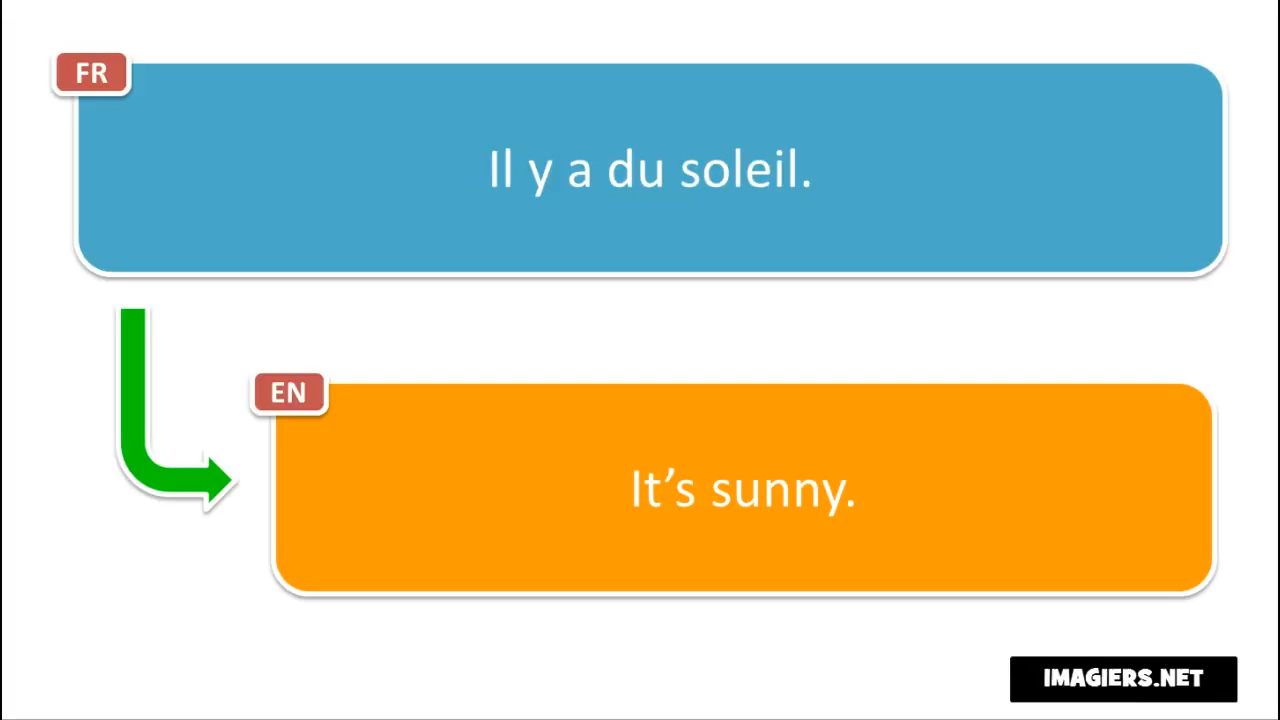 FR
Il y a du soleil.
EN
It’s sunny.
IMAGIERS.NET